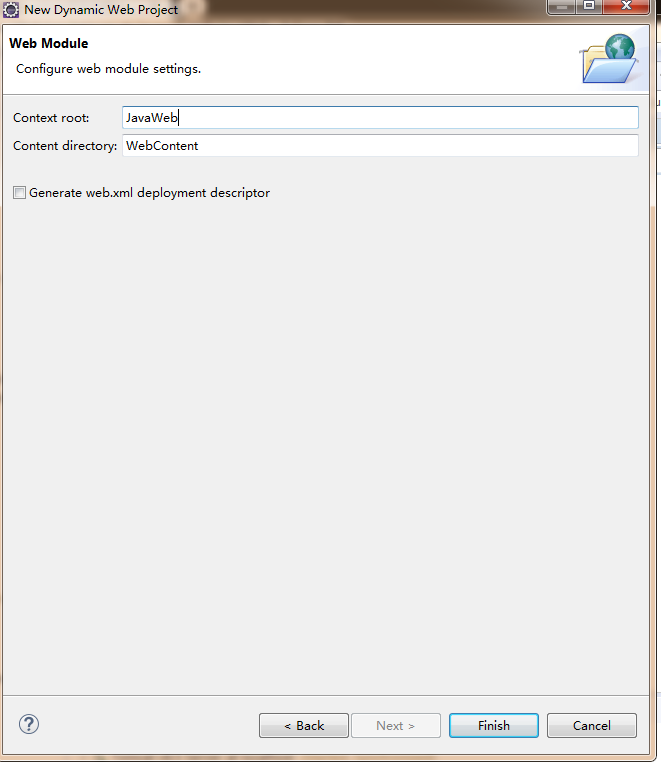 New Dynamic Web Project
Web Module
Configure web module settings.
Context root: JavaWeb
Content directory: WebContent
Generate web.xml deployment descriptor
? < Back Next > Finish Cancel